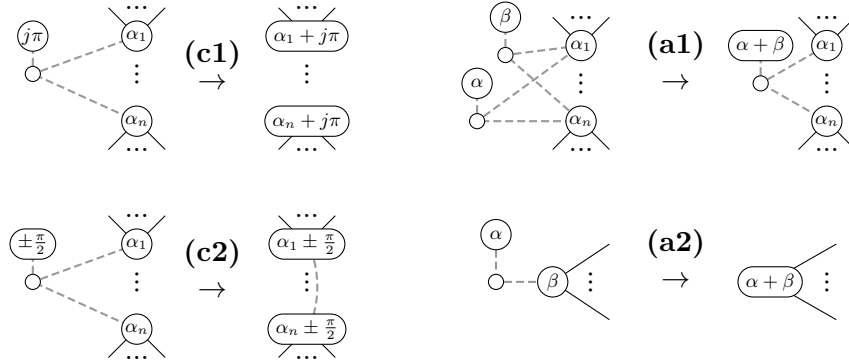 ⋯
jπ α₁ ⋮ αₙ
⋯
(c1)
→
⋯
α₁ + jπ
⋮
αₙ + jπ
⋯
⋯
β α₁
α ⋮ αₙ
⋯
(a1)
→
⋯
α + β α₁
⋮
αₙ
⋯
⋯
±π/2 α₁
⋮
αₙ
⋯
(c2)
→
⋯
α₁ ± π/2
⋮
αₙ ± π/2
⋯
α
β ⋮
(a2)
→
α + β ⋮